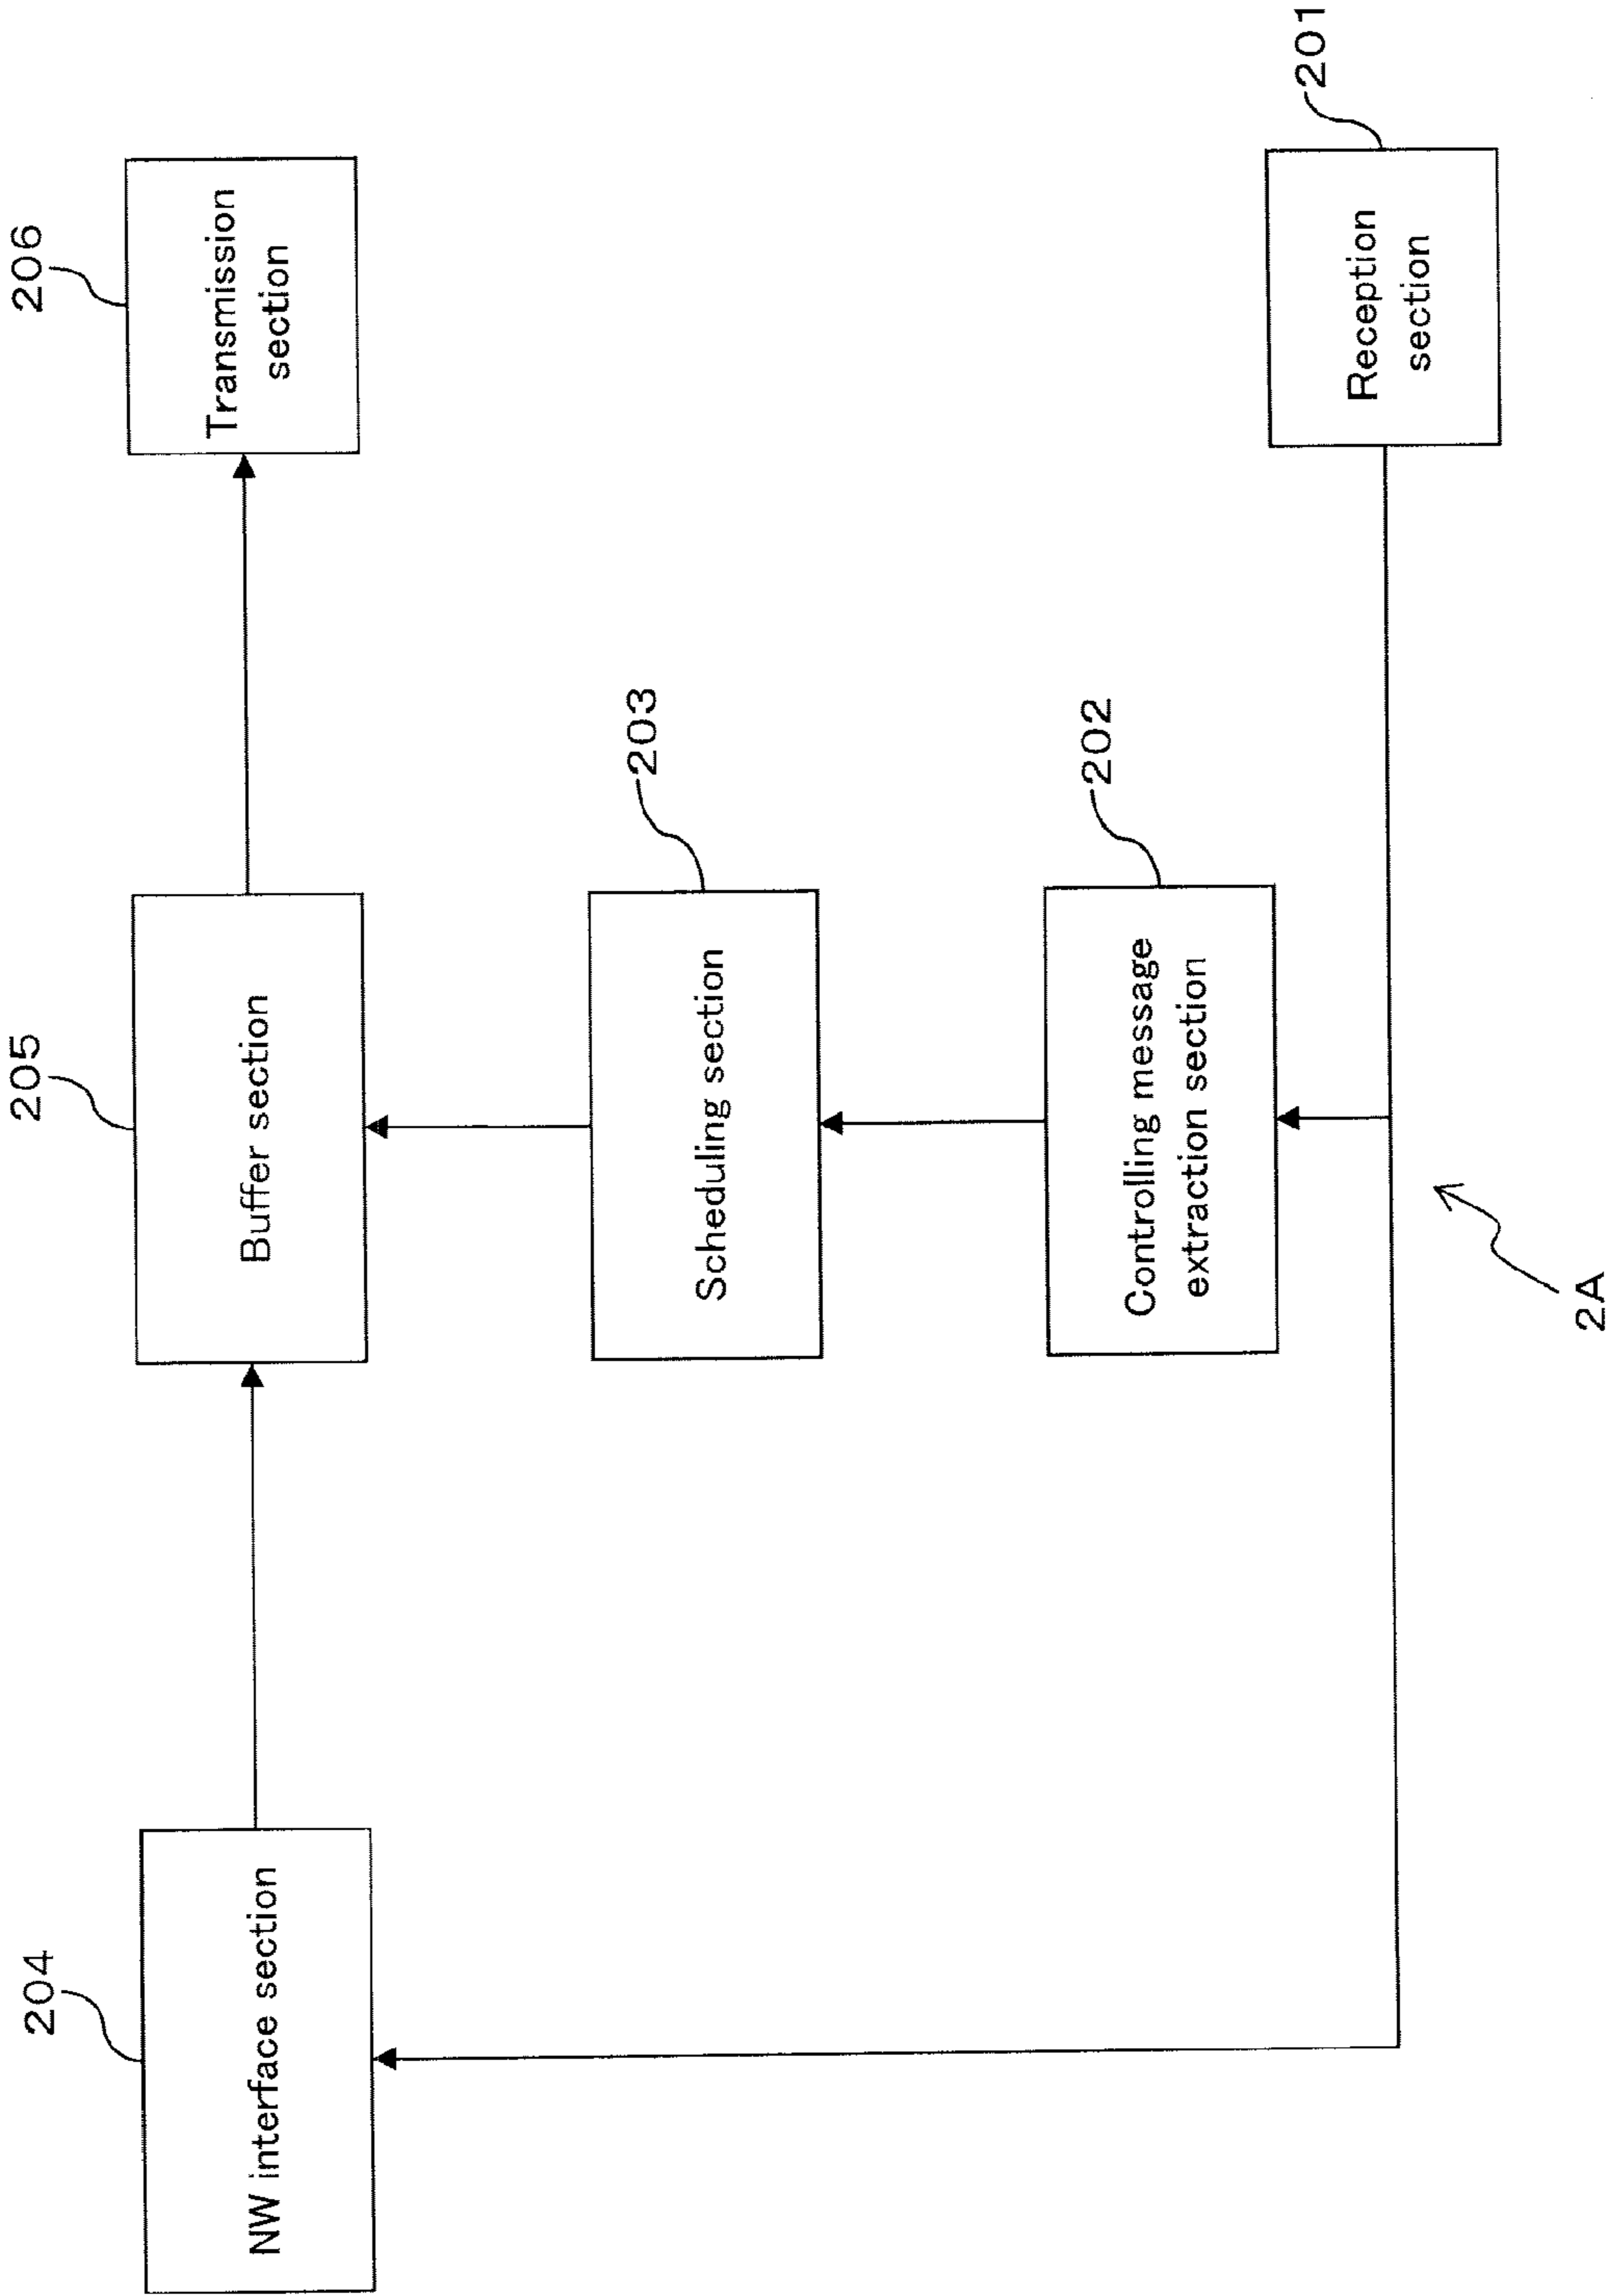 206
Transmission
section
205
Buffer section
204
NW interface section
203
Scheduling section
202
Controlling message
extraction section
201
Reception
section
2A